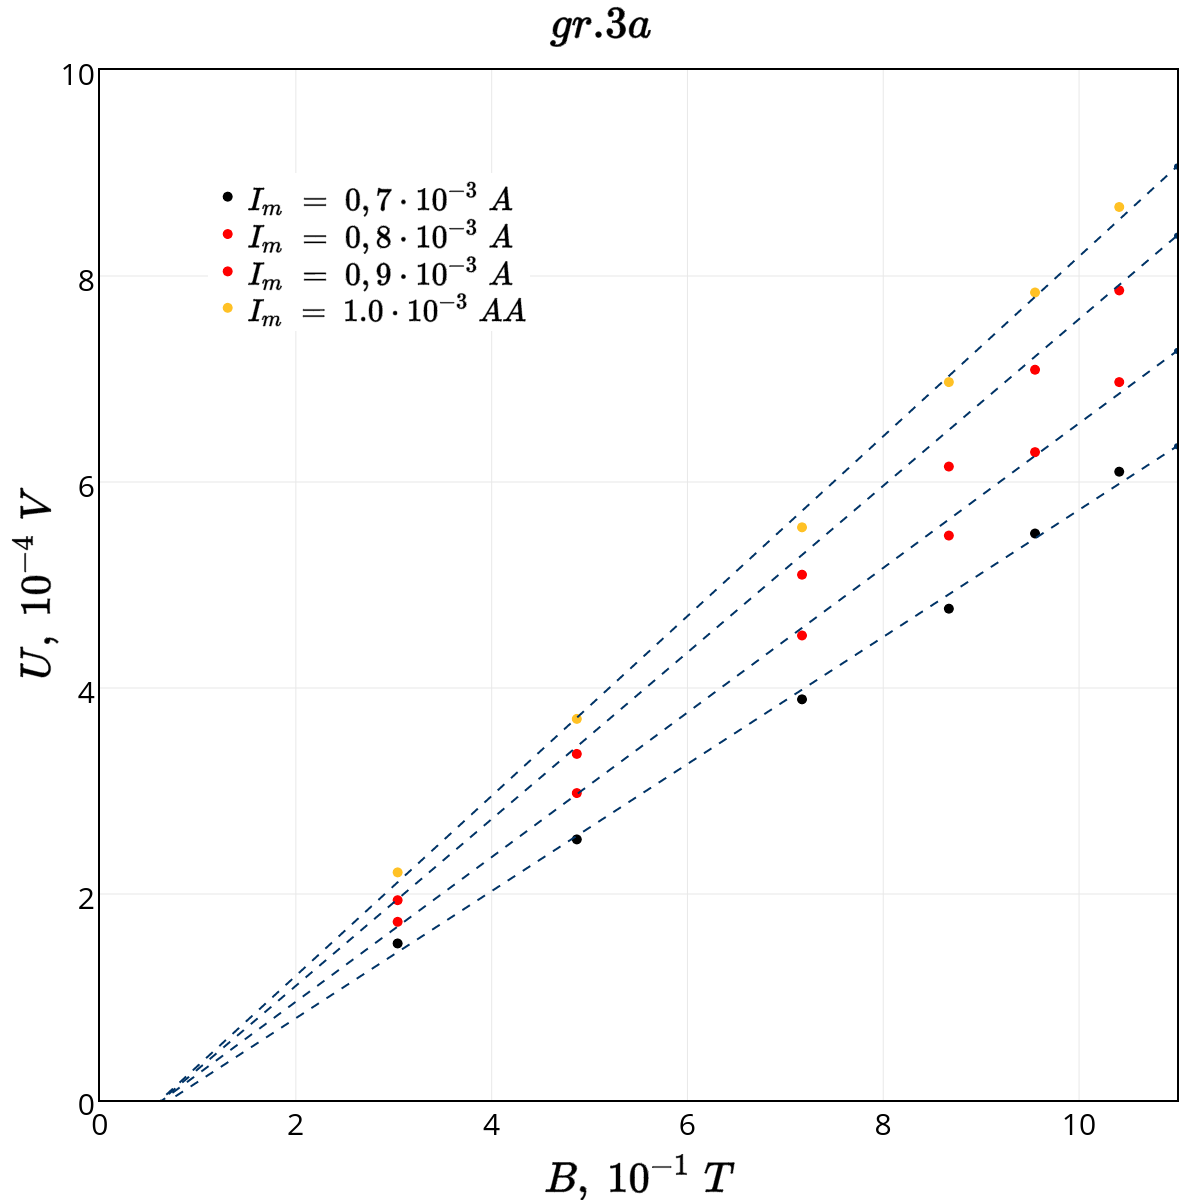 gr.3a
10
8
6
4
2
0
I_m = 0,7·10⁻³ A
I_m = 0,8·10⁻³ A
I_m = 0,9·10⁻³ A
I_m = 1.0·10⁻³ AA
U, 10⁻⁴ V
0 2 4 6 8 10
B, 10⁻¹ T